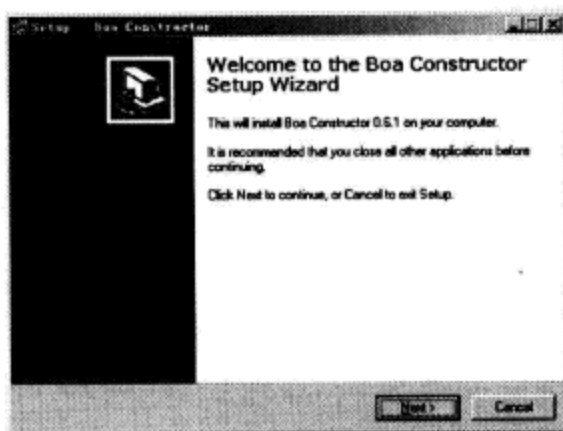 Setup Boa Constructor
Welcome to the Boa Constructor
Setup Wizard
This will install Boa Constructor 0.6.1 on your computer.
It is recommended that you close all other applications before
continuing.
Click Next to continue, or Cancel to exit Setup.
Next >
Cancel